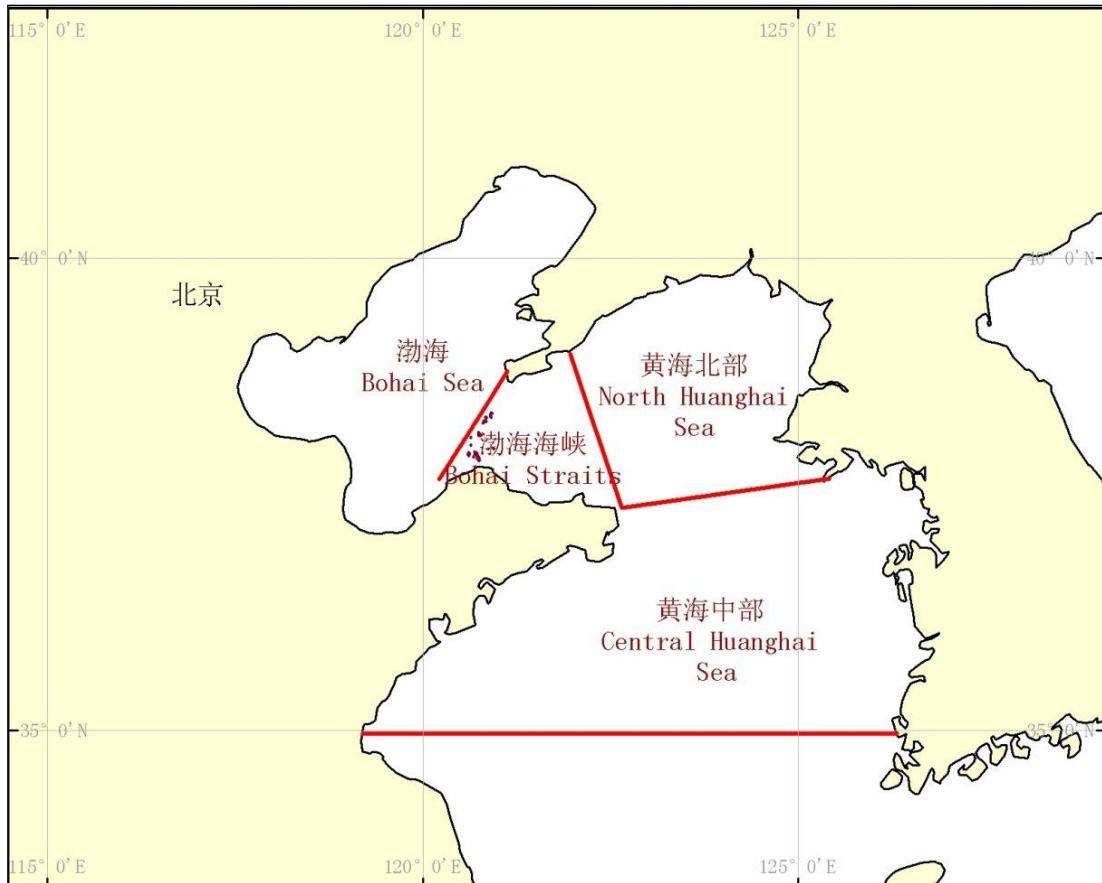 115° 0'E
120° 0'E
125° 0'E
40° 0'N
40° 0'N
北京
渤海
Bohai Sea
黄海北部
North Huanghai
Sea
渤海海峡
Bohai Straits
黄海中部
Central Huanghai
Sea
35° 0'N
35° 0'N
115° 0'E
120° 0'E
125° 0'E